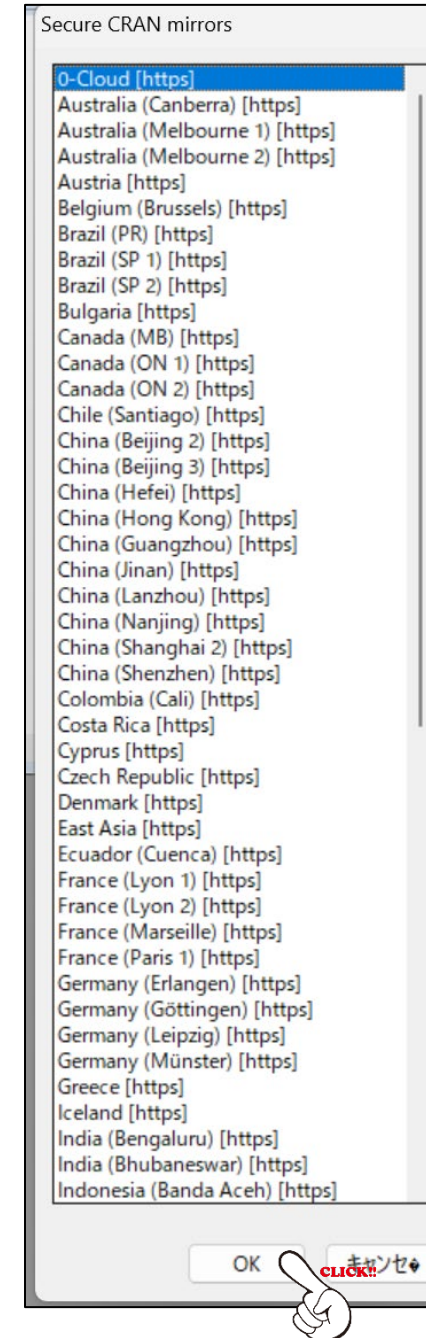 Secure CRAN mirrors
0-Cloud [https]
Australia (Canberra) [https]
Australia (Melbourne 1) [https]
Australia (Melbourne 2) [https]
Austria [https]
Belgium (Brussels) [https]
Brazil (PR) [https]
Brazil (SP 1) [https]
Brazil (SP 2) [https]
Bulgaria [https]
Canada (MB) [https]
Canada (ON 1) [https]
Canada (ON 2) [https]
Chile (Santiago) [https]
China (Beijing 2) [https]
China (Beijing 3) [https]
China (Hefei) [https]
China (Hong Kong) [https]
China (Guangzhou) [https]
China (Jinan) [https]
China (Lanzhou) [https]
China (Nanjing) [https]
China (Shanghai 2) [https]
China (Shenzhen) [https]
Colombia (Cali) [https]
Costa Rica [https]
Cyprus [https]
Czech Republic [https]
Denmark [https]
East Asia [https]
Ecuador (Cuenca) [https]
France (Lyon 1) [https]
France (Lyon 2) [https]
France (Marseille) [https]
France (Paris 1) [https]
Germany (Erlangen) [https]
Germany (Göttingen) [https]
Germany (Leipzig) [https]
Germany (Münster) [https]
Greece [https]
Iceland [https]
India (Bengaluru) [https]
India (Bhubaneswar) [https]
Indonesia (Banda Aceh) [https]
OK CLICK!! キャンセ�